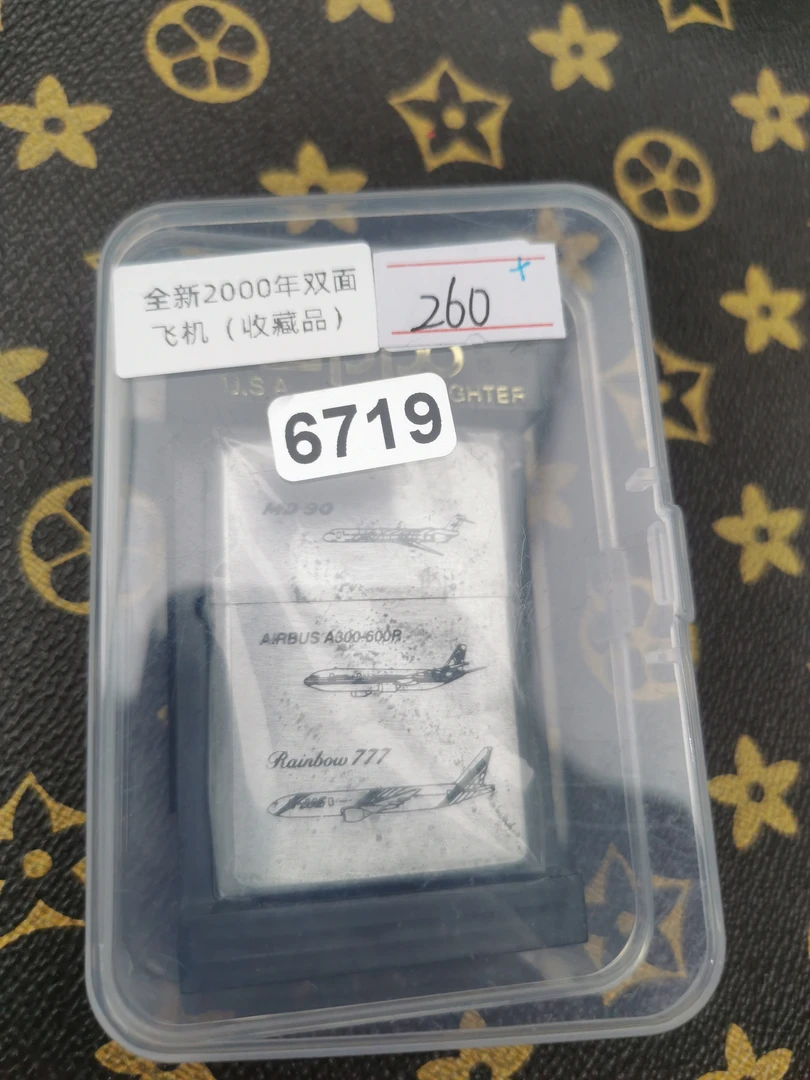 全新2000年双面
飞机（收藏品）
260
U.S.A.
GHTER
6719
MD 90
AIRBUS A300-600R
Rainbow 777